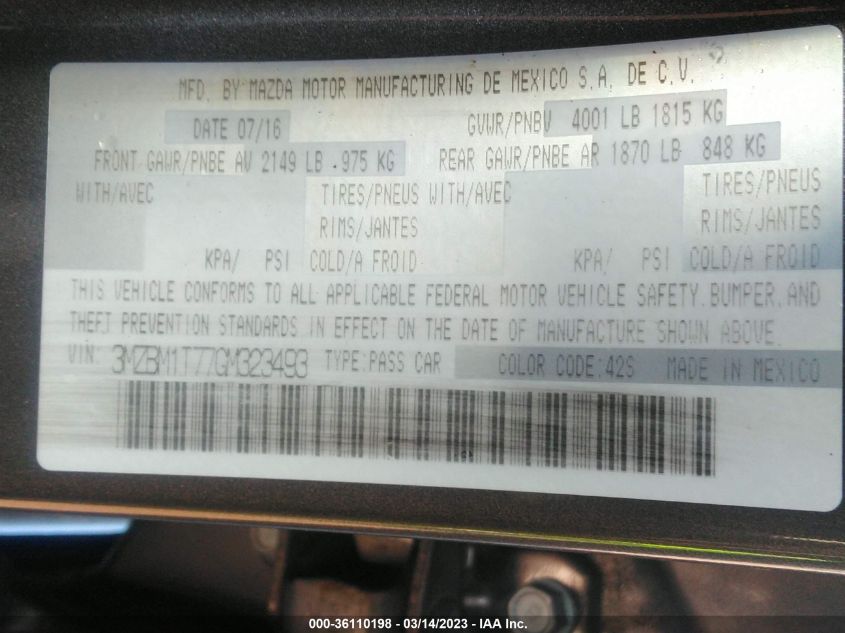 MFD. BY MAZDA MOTOR MANUFACTURING DE MEXICO S.A. DE C.V.
DATE 07/16 GVWR/PNBV 4001 LB 1815 KG
FRONT GAWR/PNBE AV 2149 LB 975 KG REAR GAWR/PNBE AR 1870 LB 848 KG
WITH/AVEC TIRES/PNEUS WITH/AVEC TIRES/PNEUS
RIMS/JANTES RIMS/JANTES
KPA/ PSI COLD/A FROID KPA/ PSI COLD/A FROID
THIS VEHICLE CONFORMS TO ALL APPLICABLE FEDERAL MOTOR VEHICLE SAFETY, BUMPER, AND
THEFT PREVENTION STANDARDS IN EFFECT ON THE DATE OF MANUFACTURE SHOWN ABOVE.
VIN: 3MZBM1T77GM323493 TYPE:PASS CAR COLOR CODE:42S MADE IN MEXICO
000-36110198 - 03/14/2023 - IAA Inc.